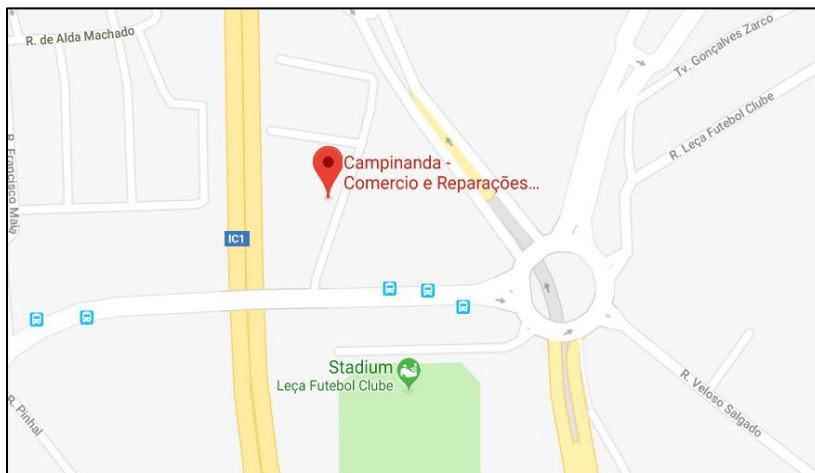 R. de Alda Machado
Tv. Gonçalves Zarco
R. Leça Futebol Clube
R. Francisco Maia
Campinanda -
Comercio e Reparações...
IC1
Stadium
Leça Futebol Clube
R. Pinhal
R. Veloso Salgado